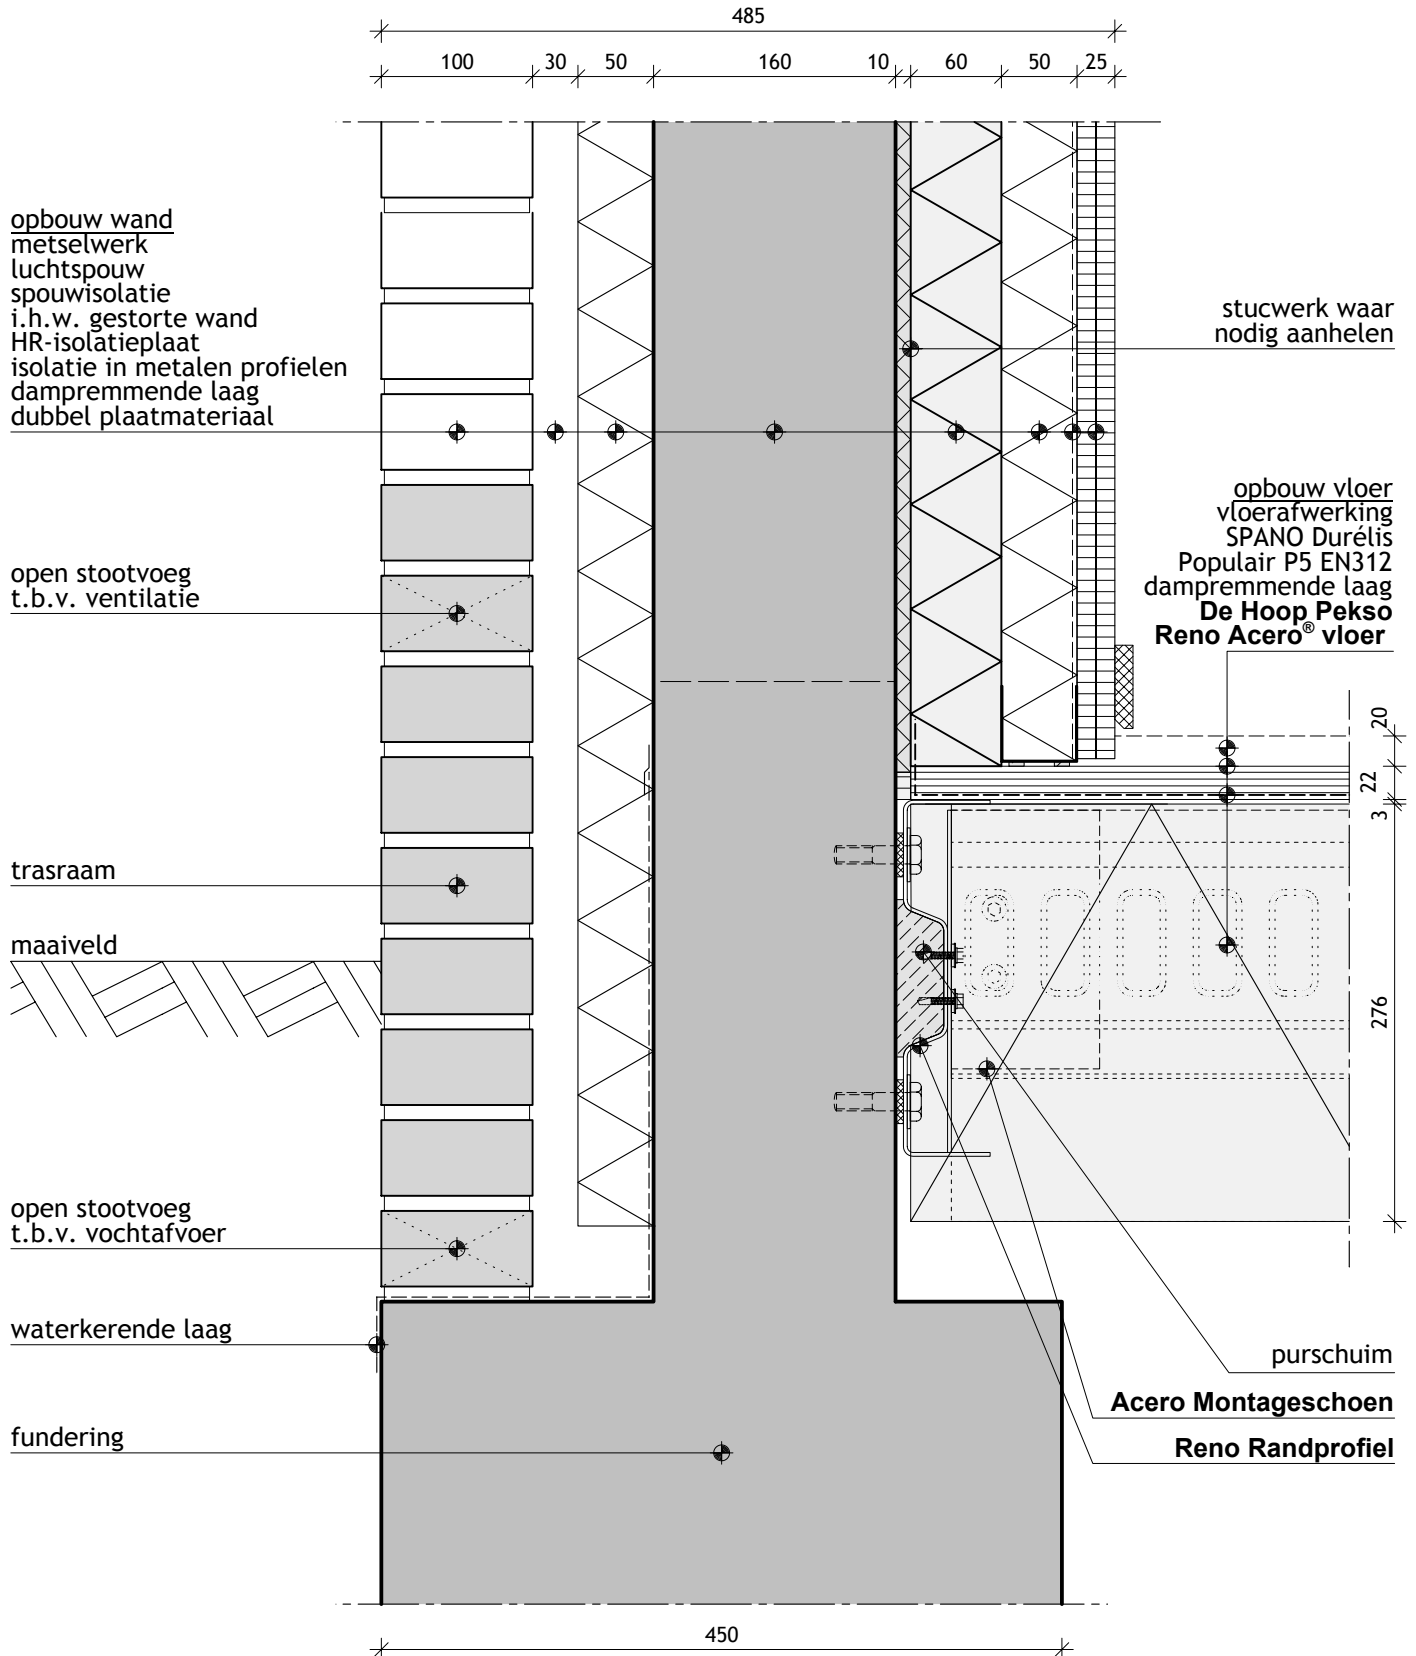 485
100 30 50 160 10 60 50 25
opbouw wand
metselwerk
luchtspouw
spouwisolatie
i.h.w. gestorte wand
HR-isolatieplaat
isolatie in metalen profielen
dampremmende laag
dubbel plaatmateriaal
stucwerk waar
nodig aanhelen
opbouw vloer
vloerafwerking
SPANO Durélis
Populair P5 EN312
dampremmende laag
De Hoop Pekso
Reno Acero® vloer
open stootvoeg
t.b.v. ventilatie
20
22
3
276
trasraam
maaiveld
open stootvoeg
t.b.v. vochtafvoer
waterkerende laag
fundering
purschuim
Acero Montageschoen
Reno Randprofiel
450